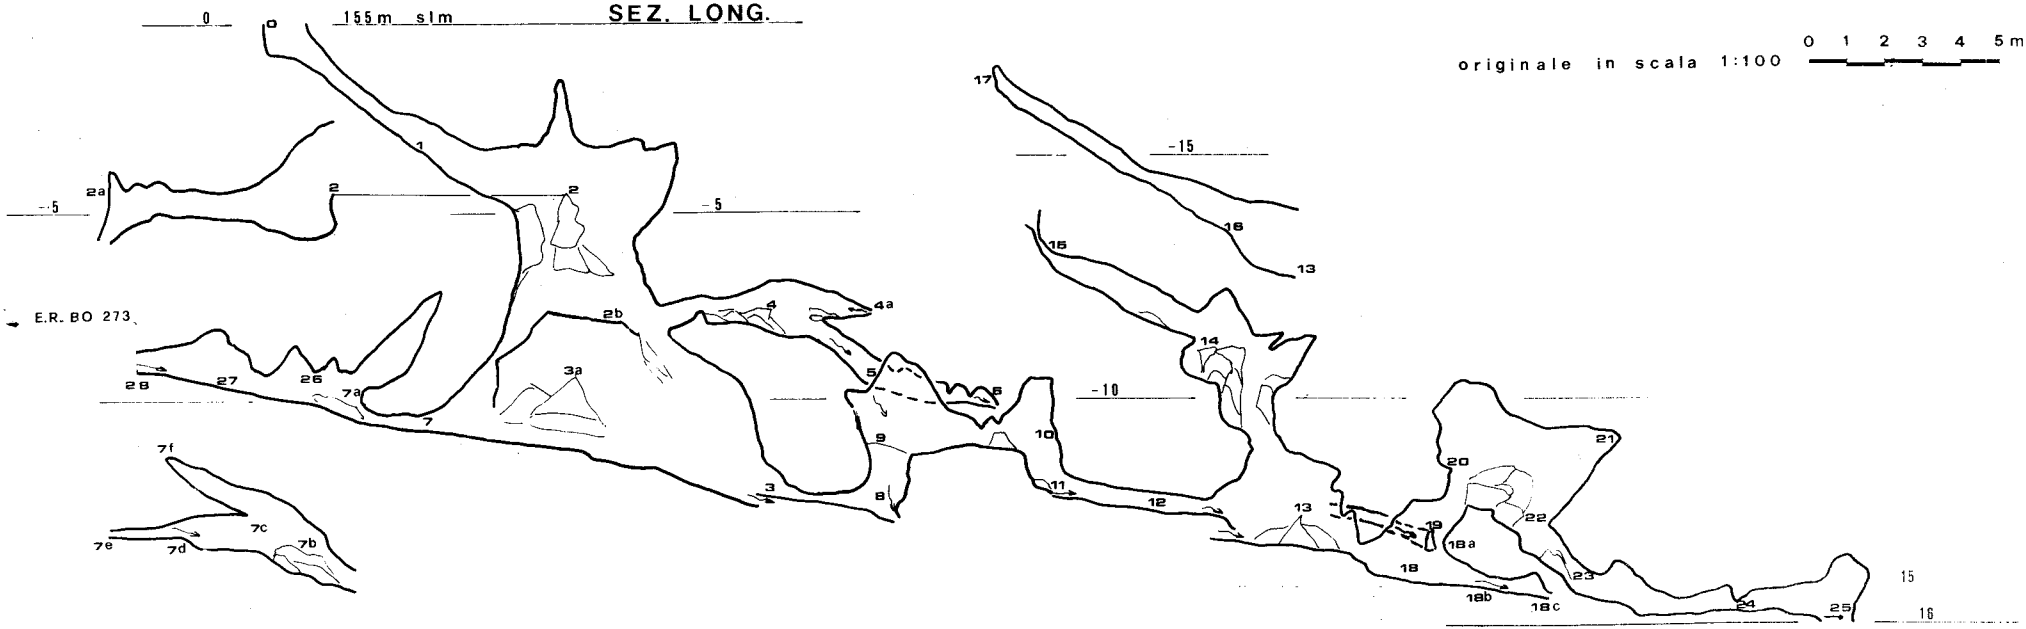 SEZ. LONG.
0
0
155m slm
0 1 2 3 4 5m
originale in scala 1:100
17
1
-15
2a
2
2
-5
-5
16
15
13
2b
4
4a
E.R. BO 273
14
28
27
26
7a
7
3a
5
6
-10
9
10
21
20
7f
3
8
11
12
13
19
22
7c
7b
7e
7d
18a
18
23
18b
18c
24
25
15
16